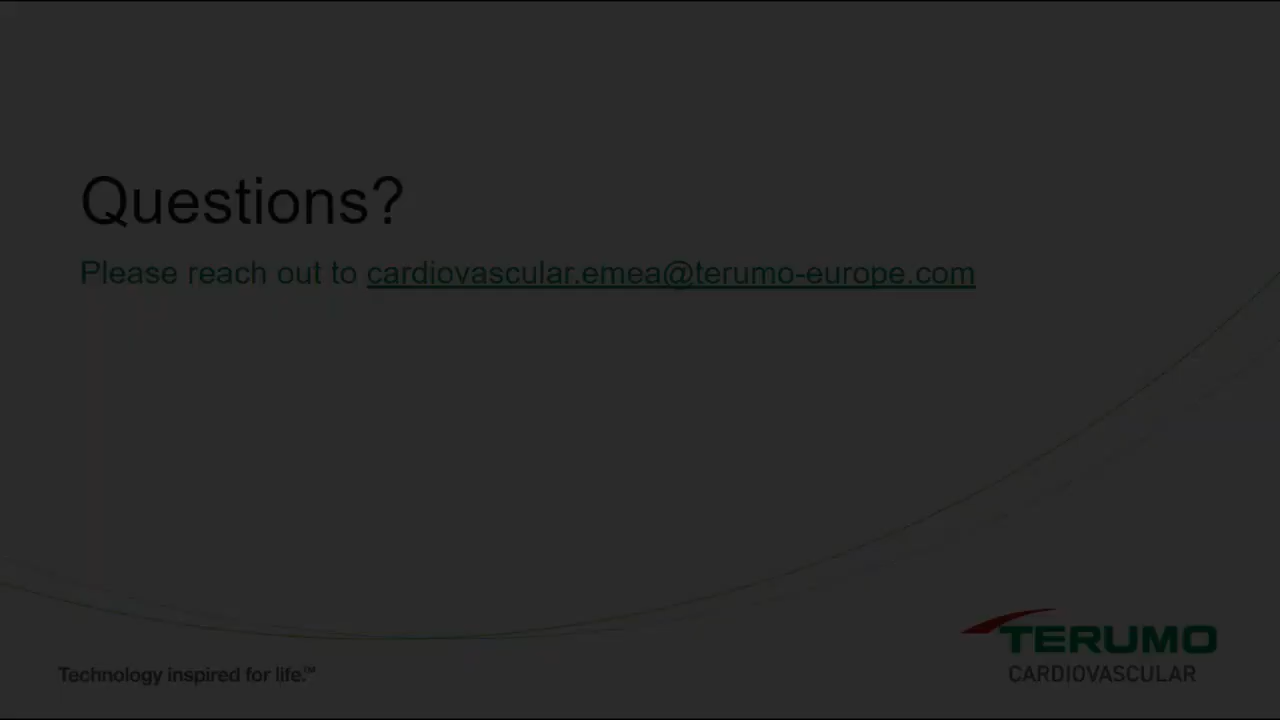 Questions?
Please reach out to cardiovascular.emea@terumo-europe.com
TERUMO
Technology inspired for life.™
CARDIOVASCULAR